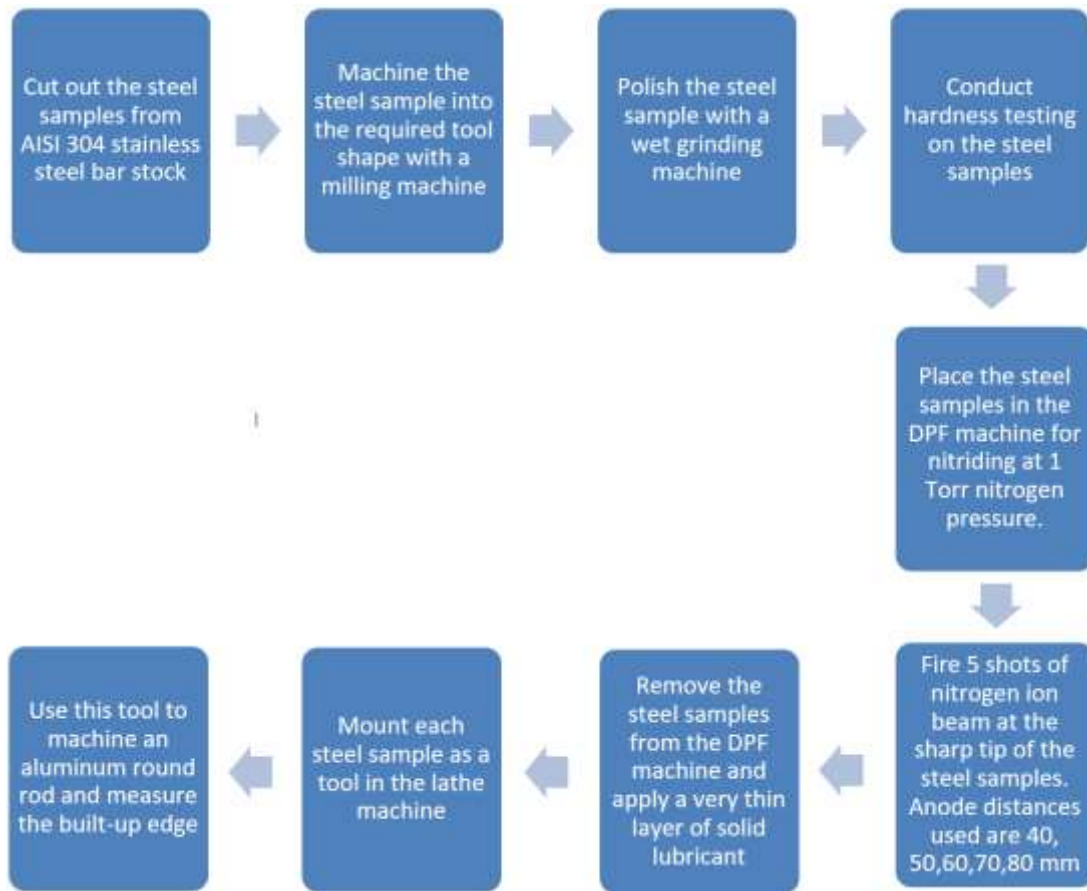 Cut out the steel
samples from
AISI 304 stainless
steel bar stock
Machine the
steel sample into
the required tool
shape with a
milling machine
Polish the steel
sample with a
wet grinding
machine
Conduct
hardness testing
on the steel
samples
Place the steel
samples in the
DPF machine for
nitriding at 1
Torr nitrogen
pressure.
Fire 5 shots of
nitrogen ion
beam at the
sharp tip of the
steel samples.
Anode distances
used are 40,
50,60,70,80 mm
Remove the
steel samples
from the DPF
machine and
apply a very thin
layer of solid
lubricant
Mount each
steel sample as a
tool in the lathe
machine
Use this tool to
machine an
aluminum round
rod and measure
the built-up edge